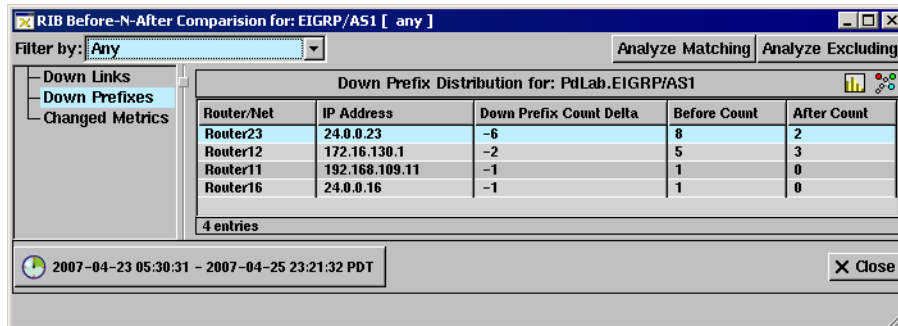 RIB Before-N-After Comparision for: EIGRP/AS1 [ any ]
Filter by: Any Analyze Matching Analyze Excluding
Down Links
Down Prefixes
Changed Metrics
Down Prefix Distribution for: PdLab.EIGRP/AS1
Router/Net IP Address Down Prefix Count Delta Before Count After Count
Router23 24.0.0.23 -6 8 2
Router12 172.16.130.1 -2 5 3
Router11 192.168.109.11 -1 1 0
Router16 24.0.0.16 -1 1 0
4 entries
2007-04-23 05:30:31 - 2007-04-25 23:21:32 PDT Close